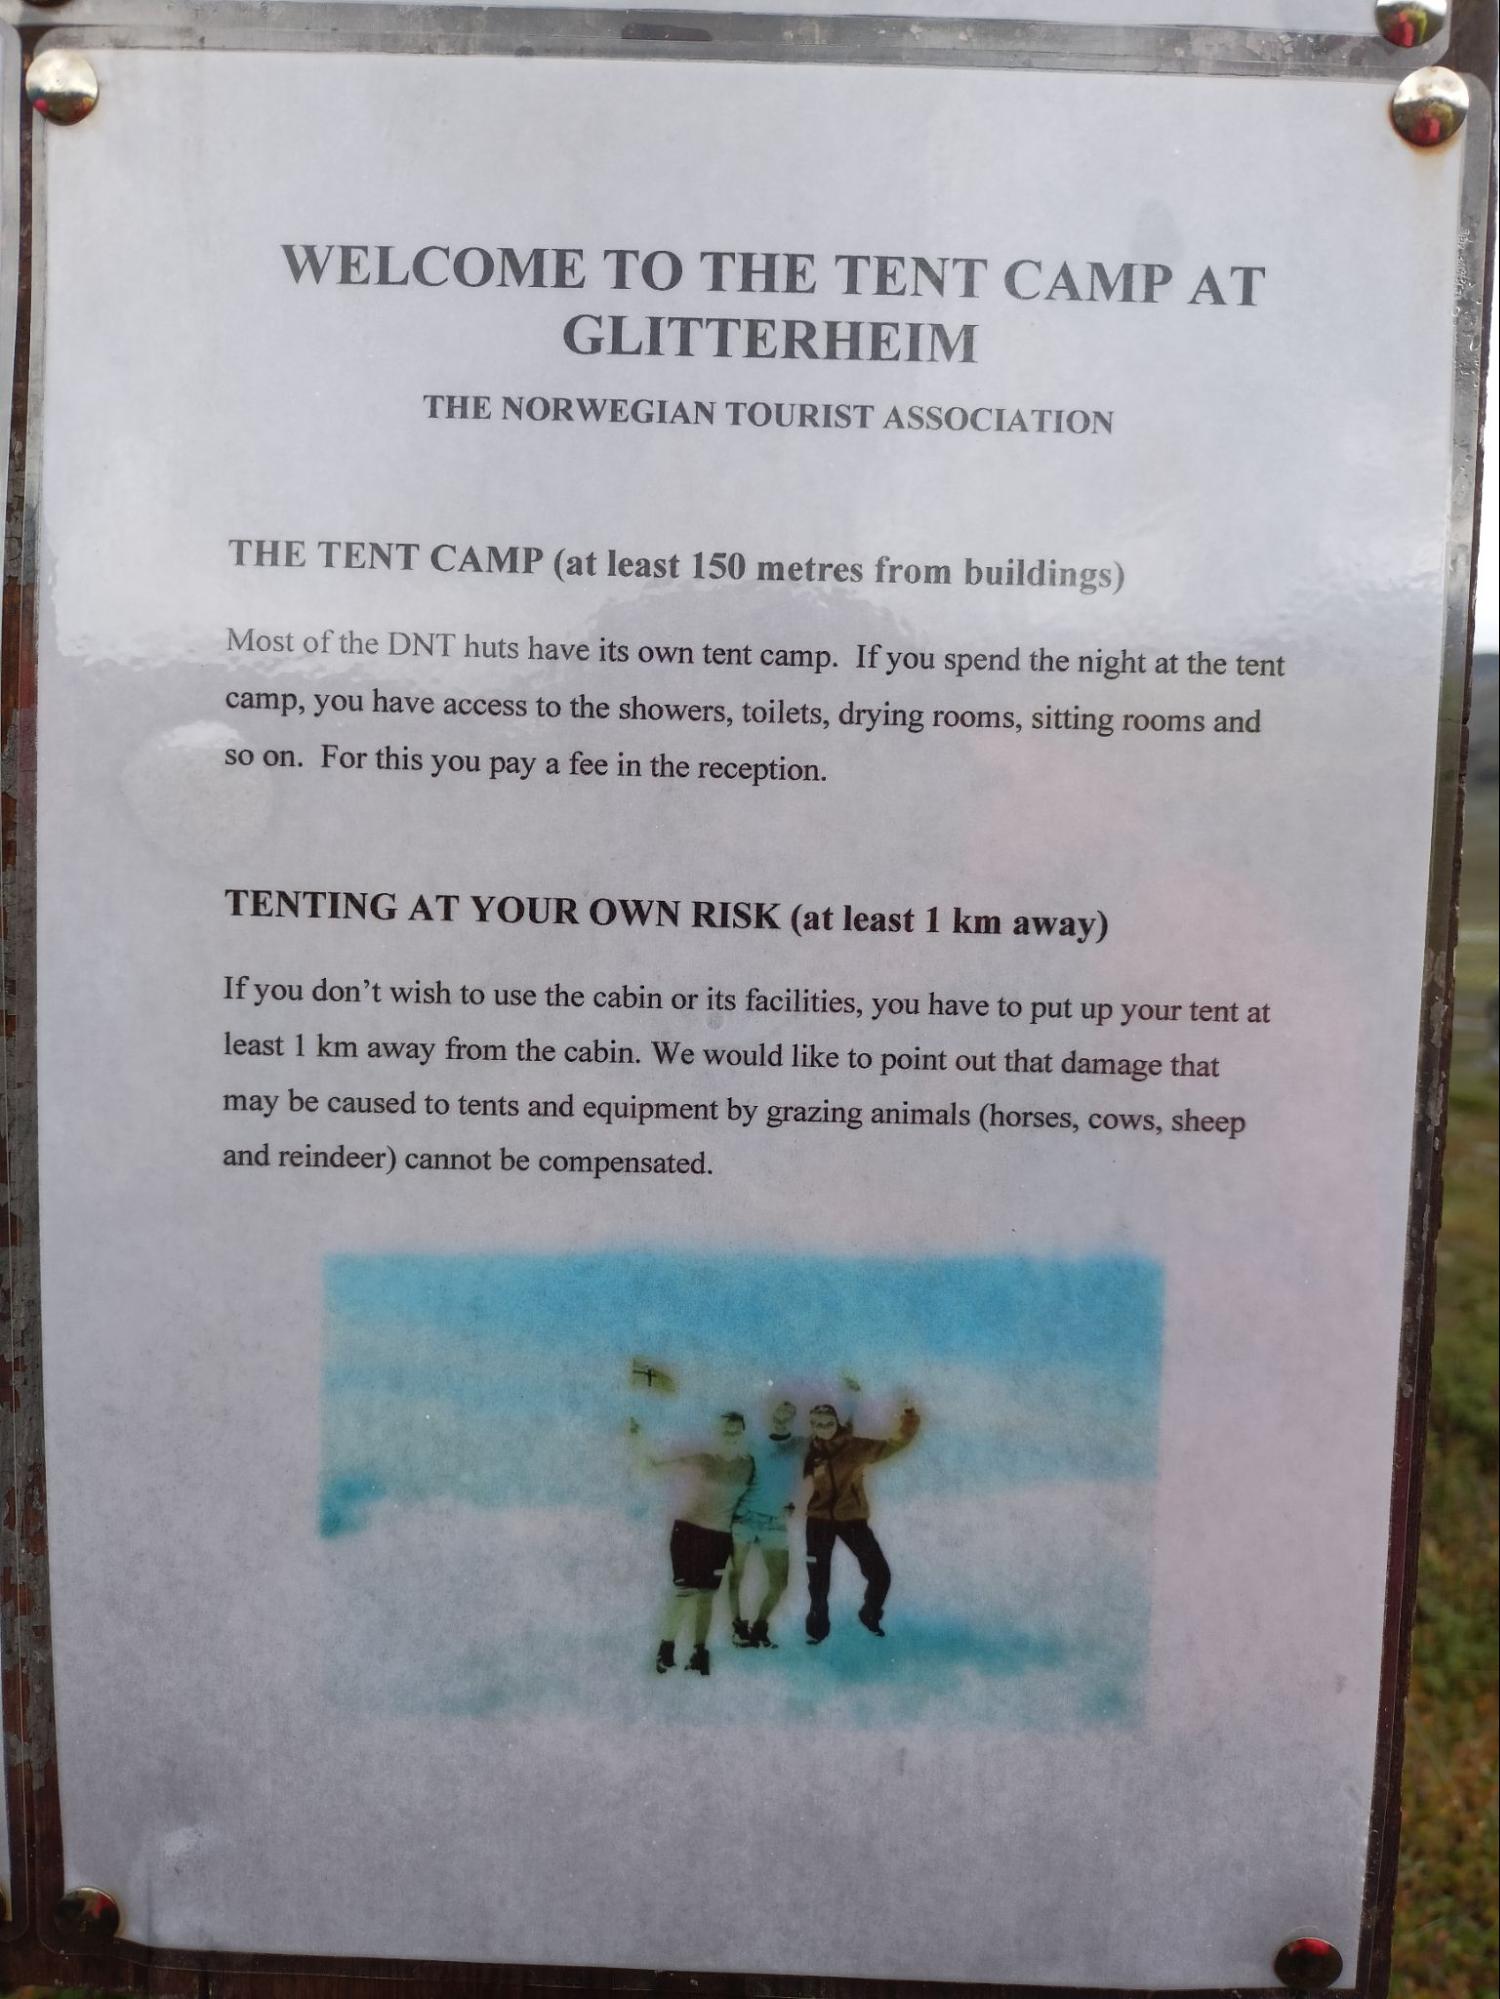 WELCOME TO THE TENT CAMP AT
GLITTERHEIM
THE NORWEGIAN TOURIST ASSOCIATION
THE TENT CAMP (at least 150 metres from buildings)
Most of the DNT huts have its own tent camp.  If you spend the night at the tent
camp, you have access to the showers, toilets, drying rooms, sitting rooms and
so on.  For this you pay a fee in the reception.
TENTING AT YOUR OWN RISK (at least 1 km away)
If you don’t wish to use the cabin or its facilities, you have to put up your tent at
least 1 km away from the cabin. We would like to point out that damage that
may be caused to tents and equipment by grazing animals (horses, cows, sheep
and reindeer) cannot be compensated.